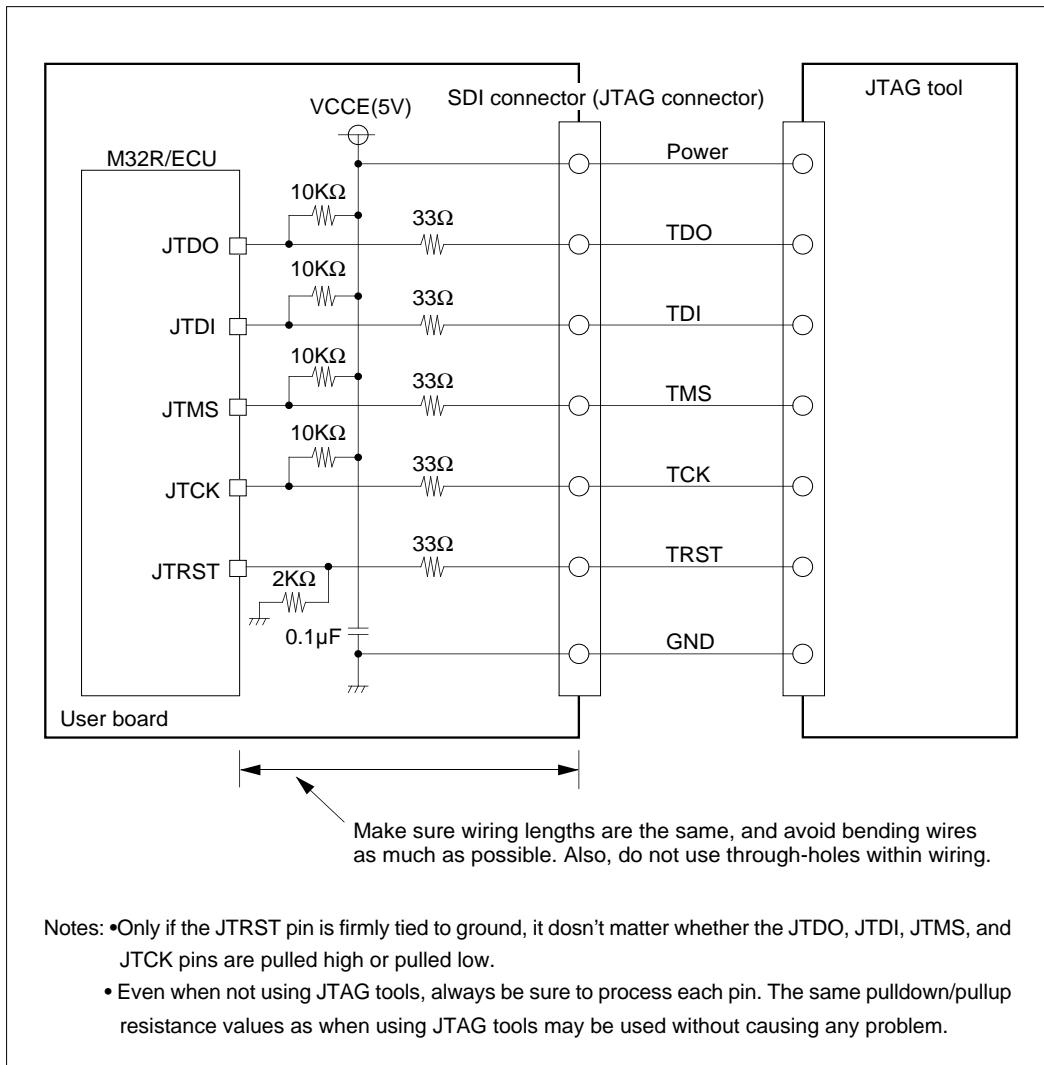 SDI connector (JTAG connector)
JTAG tool
VCCE(5V)
M32R/ECU
Power
10KΩ
33Ω
JTDO
TDO
10KΩ
33Ω
JTDI
TDI
10KΩ
33Ω
JTMS
TMS
10KΩ
33Ω
JTCK
TCK
33Ω
JTRST
TRST
2KΩ
0.1µF
GND
User board
Make sure wiring lengths are the same, and avoid bending wires
as much as possible. Also, do not use through-holes within wiring.
Notes: •Only if the JTRST pin is firmly tied to ground, it dosn't matter whether the JTDO, JTDI, JTMS, and
JTCK pins are pulled high or pulled low.
• Even when not using JTAG tools, always be sure to process each pin. The same pulldown/pullup
resistance values as when using JTAG tools may be used without causing any problem.